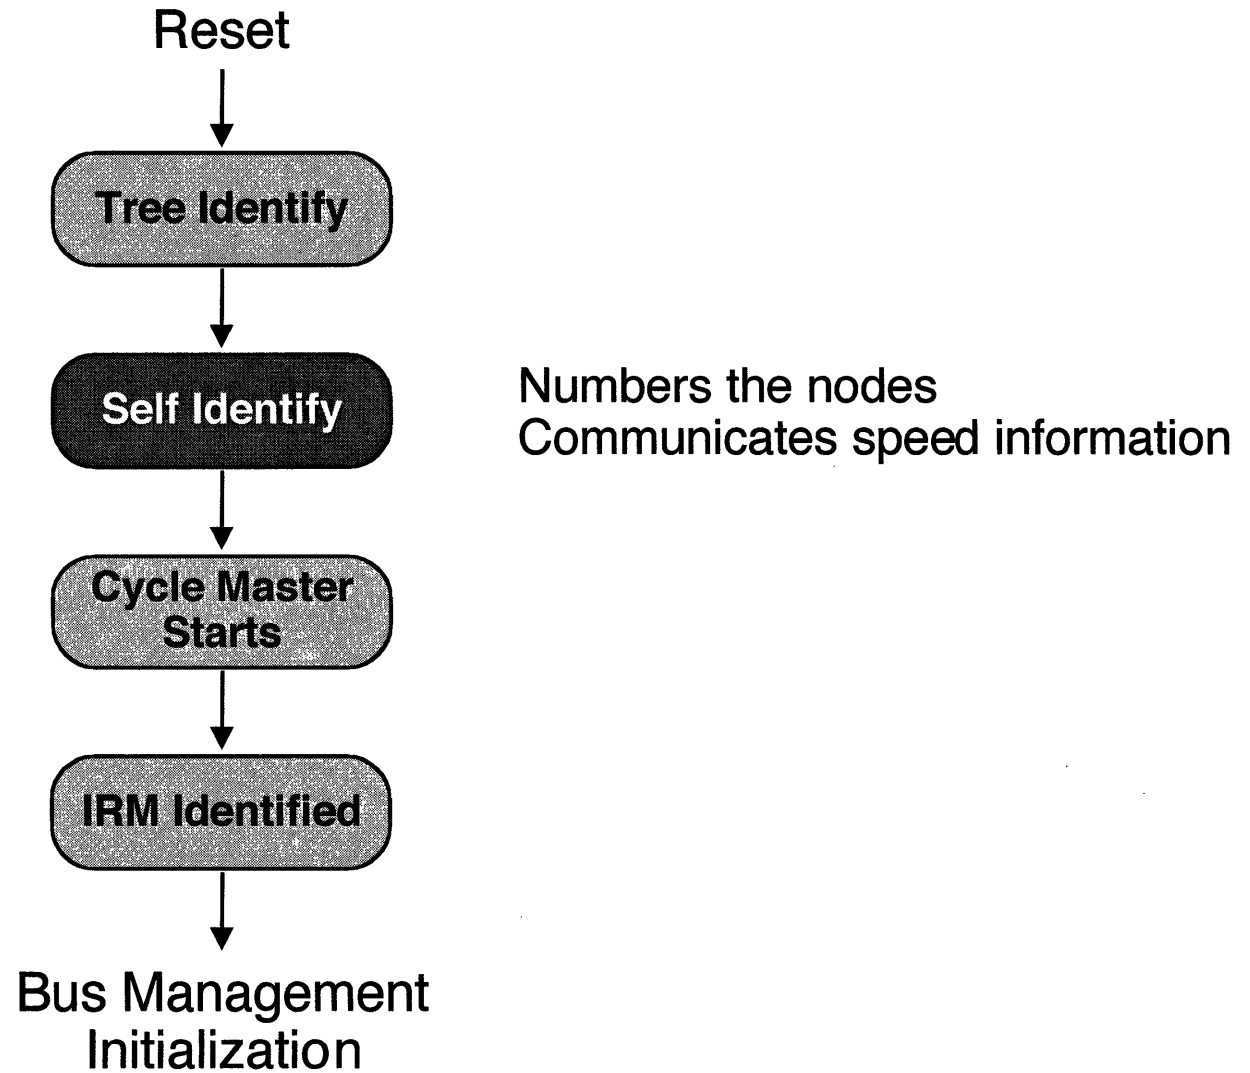 Reset
Tree Identify
Self Identify
Numbers the nodes
Communicates speed information
Cycle Master
Starts
IRM Identified
Bus Management
Initialization